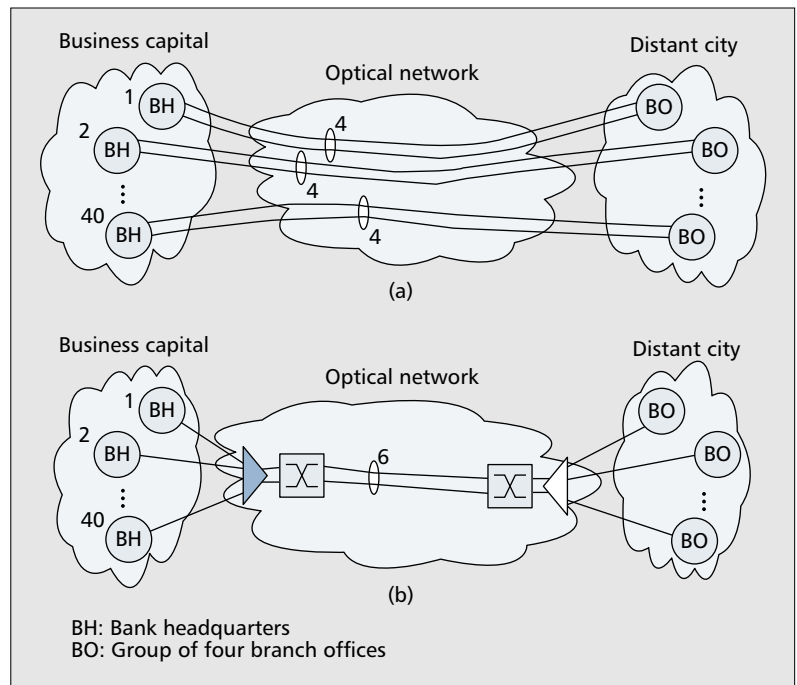 Business capital
Distant city
Optical network
1
BH
4
BO
2
BH
BO
4
40
BH
4
BO
(a)
Business capital
Distant city
Optical network
1
BH
BO
2
BH
6
BO
40
BH
BO
(b)
BH: Bank headquarters
BO: Group of four branch offices